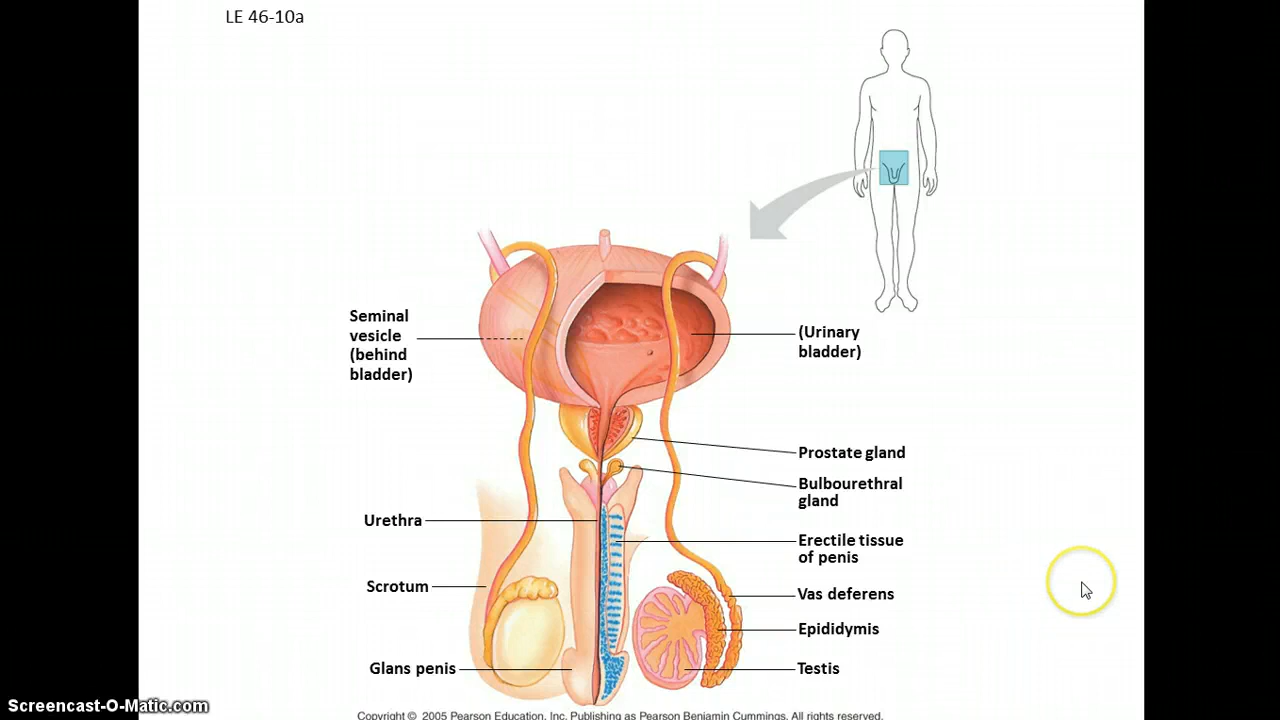 LE 46-10a
Seminal
vesicle
(behind
bladder)
(Urinary
bladder)
Prostate gland
Bulbourethral
gland
Urethra
Erectile tissue
of penis
Scrotum
Vas deferens
Epididymis
Glans penis
Testis
Screencast-O-Matic.com
Copyright © 2005 Pearson Education, Inc. Publishing as Pearson Benjamin Cummings. All rights reserved.